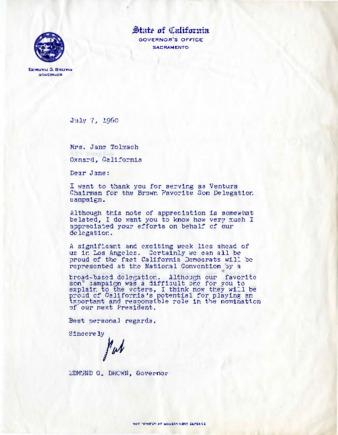 State of California
GOVERNOR'S OFFICE
SACRAMENTO
EDMUND G. BROWN
GOVERNOR
July 7, 1960
Mrs. Jane Tolmach
Oxnard, California
Dear Jane:
I want to thank you for serving as Ventura
Chairman for the Brown Favorite Son Delegation
campaign.
Although this note of appreciation is somewhat
belated, I do want you to know how very much I
appreciated your efforts on behalf of our
delegation.
A significant and exciting week lies ahead of
us in Los Angeles. Certainly we can all be
proud of the fact California Democrats will be
represented at the National Convention by a
broad-based delegation. Although our favorite
son campaign was a difficult one for you to
explain to the voters, I think now they will be
proud of California's potential for playing an
important and responsible role in the nomination
of our next President.
Best personal regards.
Sincerely
Pat
EDMUND G. BROWN, Governor
NOT PRINTED AT GOVERNMENT EXPENSE